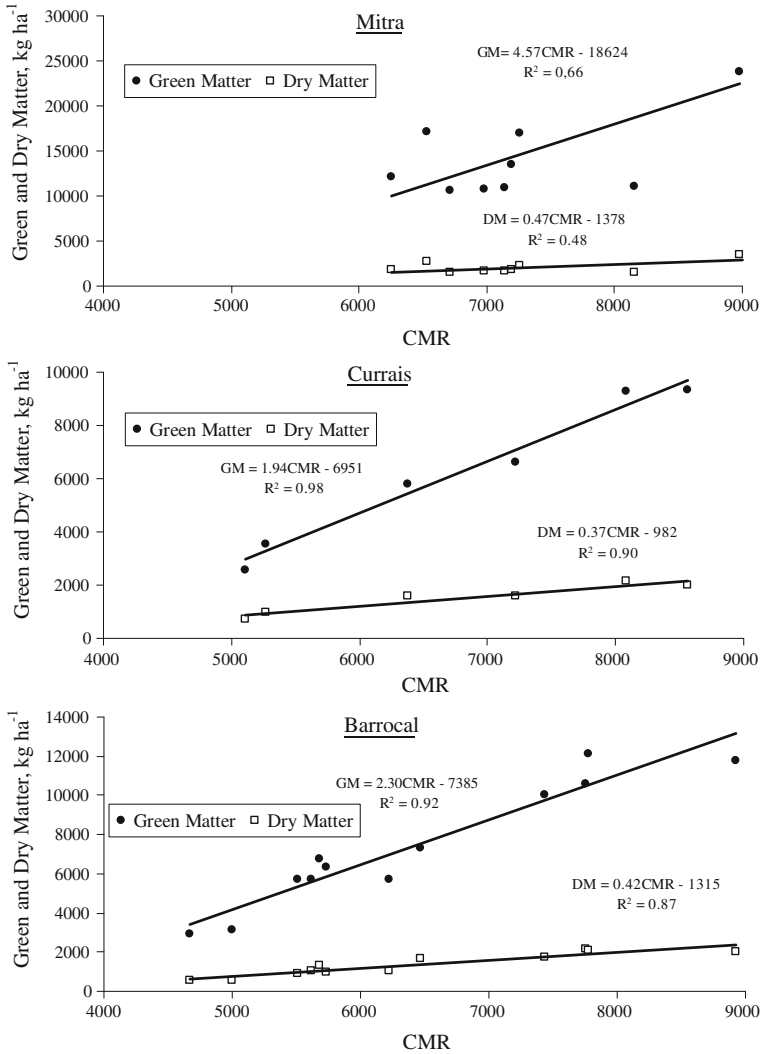 Mitra
30000
25000
20000
15000
10000
5000
0
Green and Dry Matter, kg ha⁻¹
● Green Matter □ Dry Matter
GM= 4.57CMR - 18624
R² = 0,66
DM = 0.47CMR - 1378
R² = 0.48
4000 5000 6000 7000 8000 9000
CMR
Currais
10000
8000
6000
4000
2000
0
Green and Dry Matter, kg ha⁻¹
● Green Matter □ Dry Matter
GM = 1.94CMR - 6951
R² = 0.98
DM = 0.37CMR - 982
R² = 0.90
4000 5000 6000 7000 8000 9000
CMR
Barrocal
14000
12000
10000
8000
6000
4000
2000
0
Green and Dry Matter, kg ha⁻¹
GM = 2.30CMR - 7385
R² = 0.92
● Green Matter □ Dry Matter
DM = 0.42CMR - 1315
R² = 0.87
4000 5000 6000 7000 8000 9000
CMR